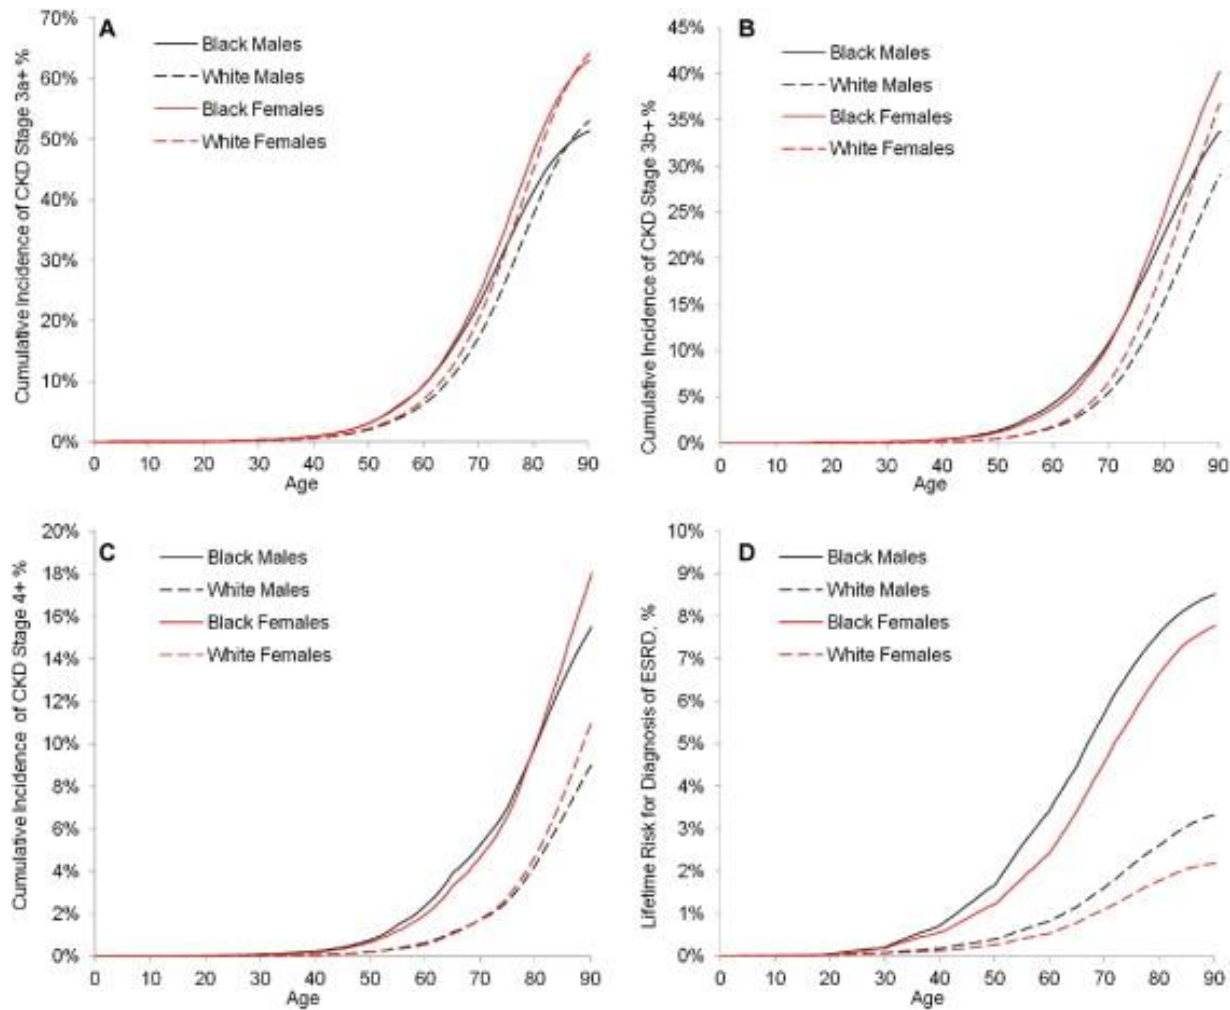 A
Cumulative Incidence of CKD Stage 3a+ %
70%
60%
50%
40%
30%
20%
10%
0%
Black Males
White Males
Black Females
White Females
0 10 20 30 40 50 60 70 80 90
Age
B
Cumulative Incidence of CKD Stage 3b+ %
45%
40%
35%
30%
25%
20%
15%
10%
5%
0%
Black Males
White Males
Black Females
White Females
0 10 20 30 40 50 60 70 80 90
Age
C
Cumulative Incidence of CKD Stage 4+ %
20%
18%
16%
14%
12%
10%
8%
6%
4%
2%
0%
Black Males
White Males
Black Females
White Females
0 10 20 30 40 50 60 70 80 90
Age
D
Lifetime Risk for Diagnosis of ESRD, %
10%
9%
8%
7%
6%
5%
4%
3%
2%
1%
0%
Black Males
White Males
Black Females
White Females
0 10 20 30 40 50 60 70 80 90
Age